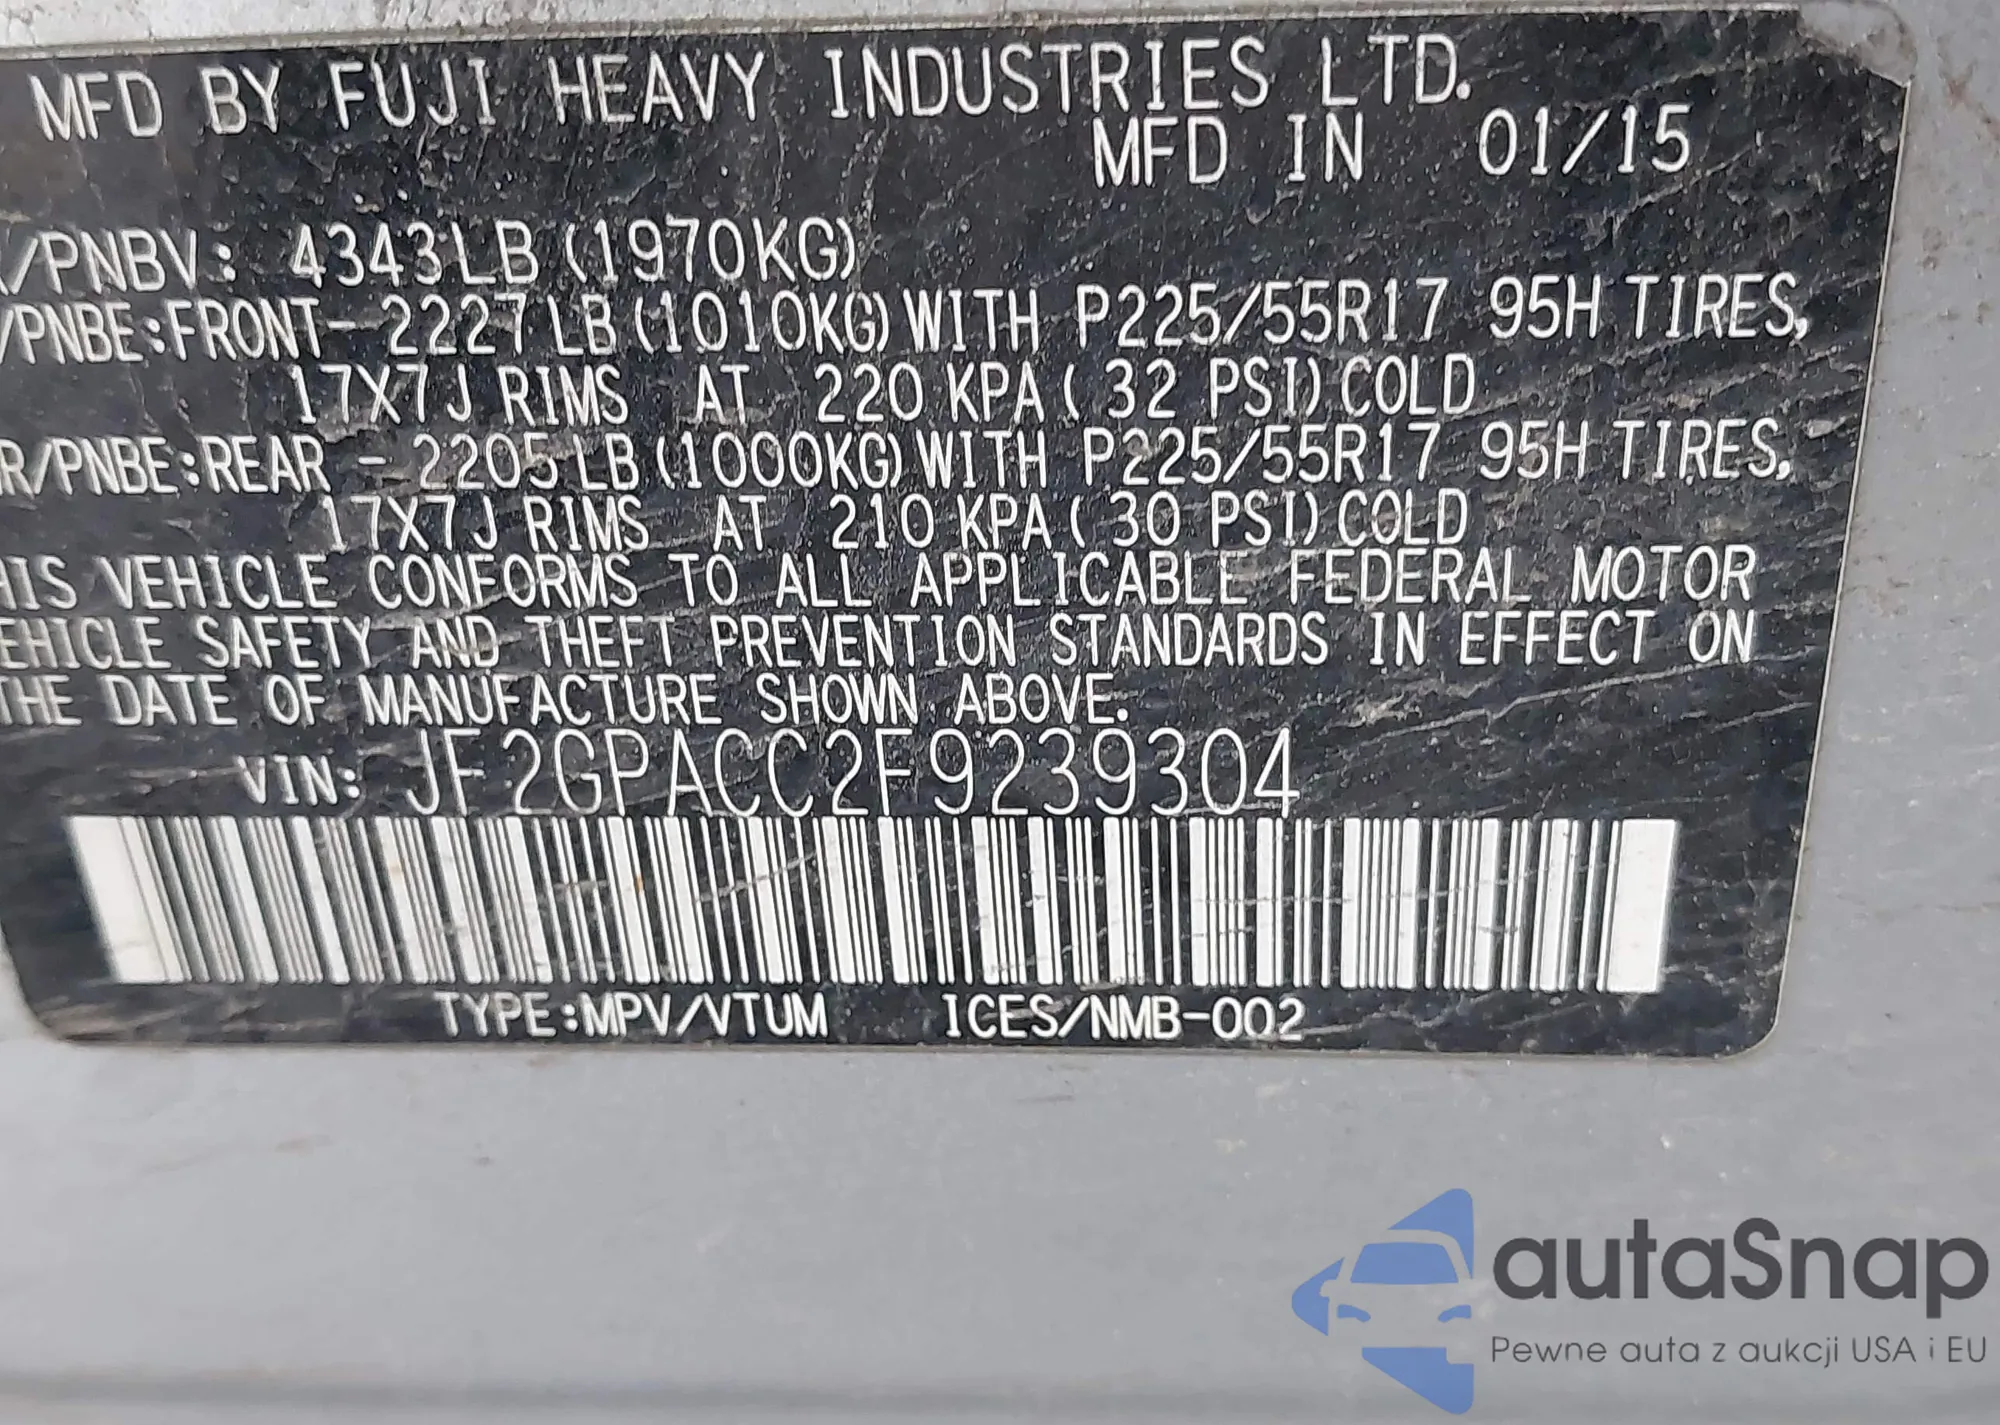 MFD BY FUJI HEAVY INDUSTRIES LTD.
MFD IN 01/15
/PNBV: 4343LB (1970KG)
/PNBE:FRONT- 2227LB (1010KG) WITH P225/55R17 95H TIRES,
17X7J RIMS AT 220 KPA ( 32 PSI) COLD
R/PNBE:REAR - 2205LB (1000KG) WITH P225/55R17 95H TIRES,
17X7J RIMS AT 210 KPA ( 30 PSI) COLD
HIS VEHICLE CONFORMS TO ALL APPLICABLE FEDERAL MOTOR
EHICLE SAFETY AND THEFT PREVENTION STANDARDS IN EFFECT ON
THE DATE OF MANUFACTURE SHOWN ABOVE.
VIN: JF2GPACC2F9239304
TYPE:MPV/VTUM ICES/NMB-002
autaSnap
Pewne auta z aukcji USA i EU